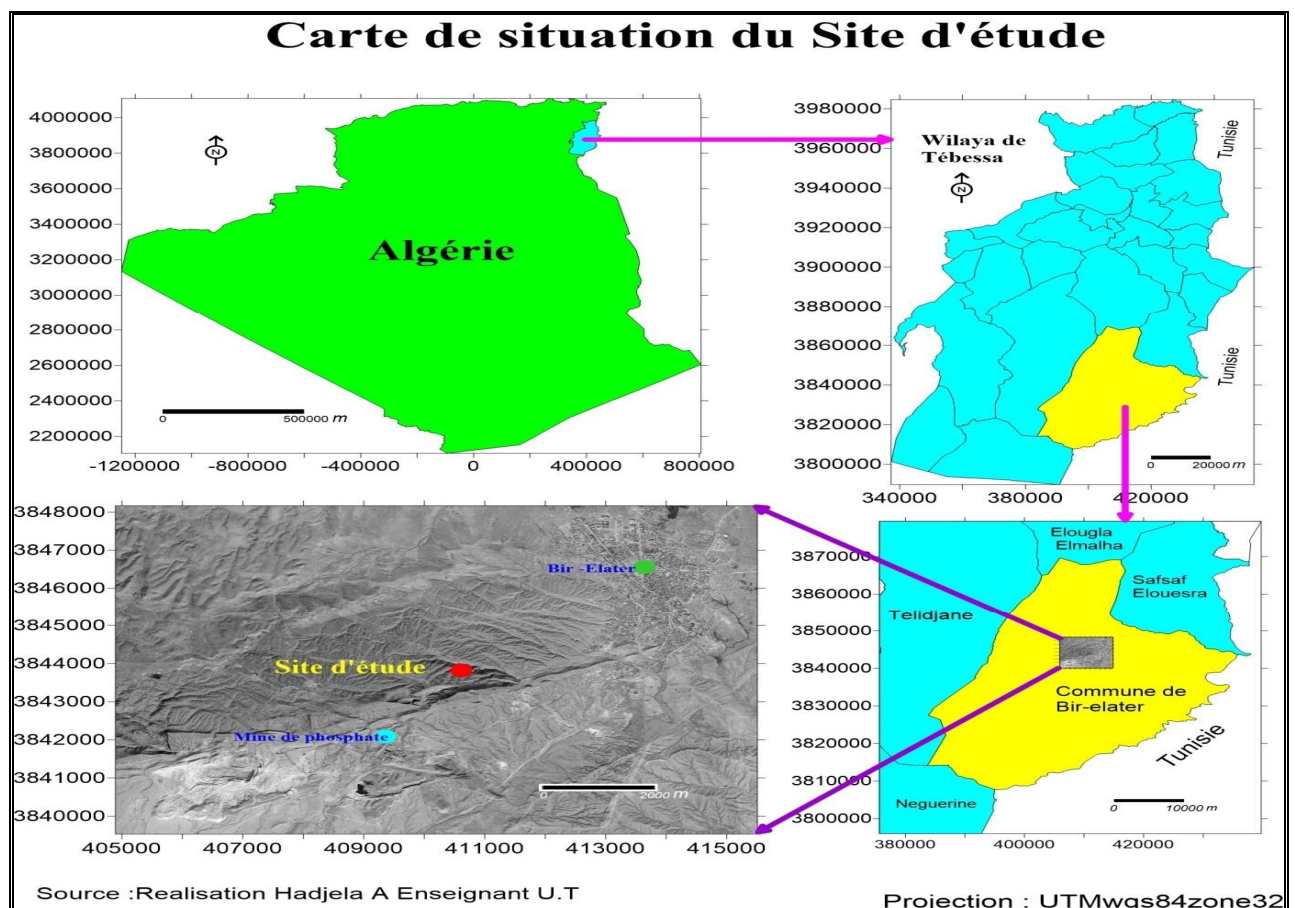 Carte de situation du Site d'étude
4000000
3800000
3600000
3400000
3200000
3000000
2800000
2600000
2400000
2200000
-1200000
-800000
-400000
0
400000
800000
N
Algérie
0
500000 m
3980000
3960000
3940000
3920000
3900000
3880000
3860000
3840000
3820000
3800000
340000
380000
420000
Wilaya de
Tébessa
N
Tunisie
Tunisie
0
20000 m
3848000
3847000
3846000
3845000
3844000
3843000
3842000
3841000
3840000
405000
407000
409000
411000
413000
415000
Bir -Elater
Site d'étude
Mine de phosphate
0
2000 m
3870000
3860000
3850000
3840000
3830000
3820000
3810000
3800000
380000
400000
420000
Elougla
Elmalha
Safsaf
Elouesra
Telidjane
Commune de
Bir-elater
Tunisie
Neguerine
0
10000 m
Source :Realisation Hadjela A Enseignant U.T
Projection : UTMwgs84zone32